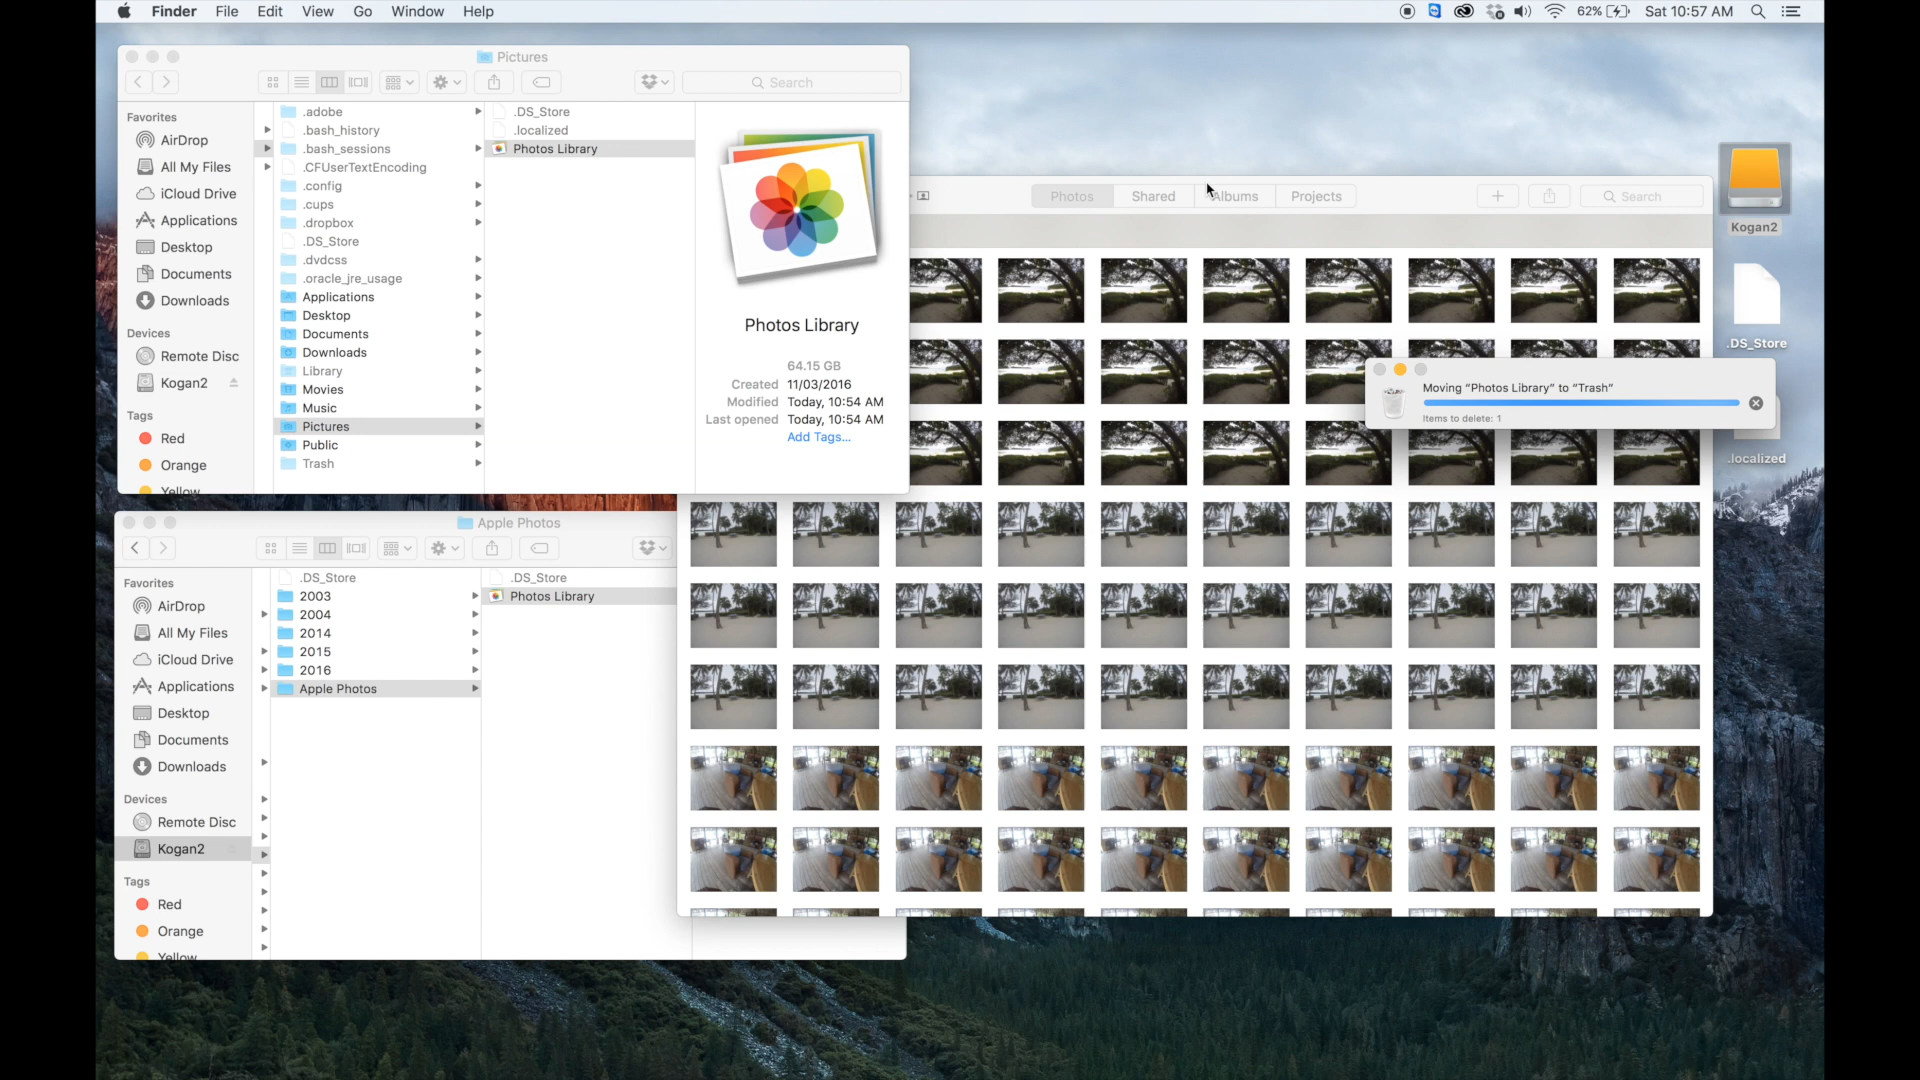 Finder File Edit View Go Window Help 62% Sat 10:57 AM
Pictures
Search
Favorites
AirDrop
All My Files
iCloud Drive
Applications
Desktop
Documents
Downloads
Devices
Remote Disc
Kogan2
Tags
Red
Orange
Yellow
.adobe
.bash_history
.bash_sessions
.CFUserTextEncoding
.config
.cups
.dropbox
.DS_Store
.dvdcss
.oracle_jre_usage
Applications
Desktop
Documents
Downloads
Library
Movies
Music
Pictures
Public
Trash
.DS_Store
.localized
Photos Library
Photos Library
64.15 GB
Created 11/03/2016
Modified Today, 10:54 AM
Last opened Today, 10:54 AM
Add Tags...
Photos Shared Albums Projects Search
Kogan2
.DS_Store
.localized
Moving “Photos Library” to “Trash”
Items to delete: 1
Apple Photos
Favorites
AirDrop
All My Files
iCloud Drive
Applications
Desktop
Documents
Downloads
Devices
Remote Disc
Kogan2
Tags
Red
Orange
Yellow
.DS_Store
2003
2004
2014
2015
2016
Apple Photos
.DS_Store
Photos Library